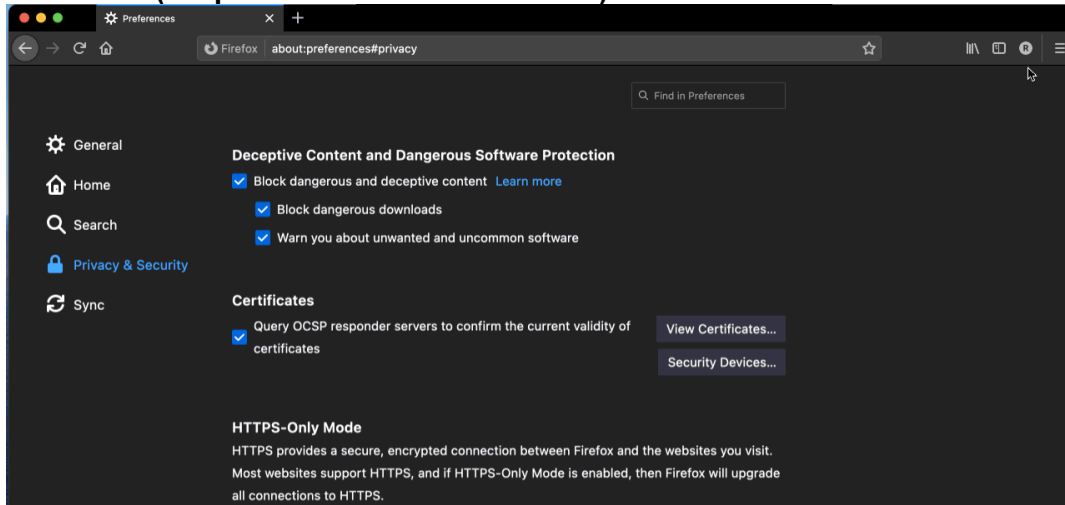 Preferences
Firefox about:preferences#privacy
R
Find in Preferences
General
Home
Search
Privacy & Security
Sync
Deceptive Content and Dangerous Software Protection
Block dangerous and deceptive content Learn more
Block dangerous downloads
Warn you about unwanted and uncommon software
Certificates
Query OCSP responder servers to confirm the current validity of
certificates
View Certificates...
Security Devices...
HTTPS-Only Mode
HTTPS provides a secure, encrypted connection between Firefox and the websites you visit.
Most websites support HTTPS, and if HTTPS-Only Mode is enabled, then Firefox will upgrade
all connections to HTTPS.